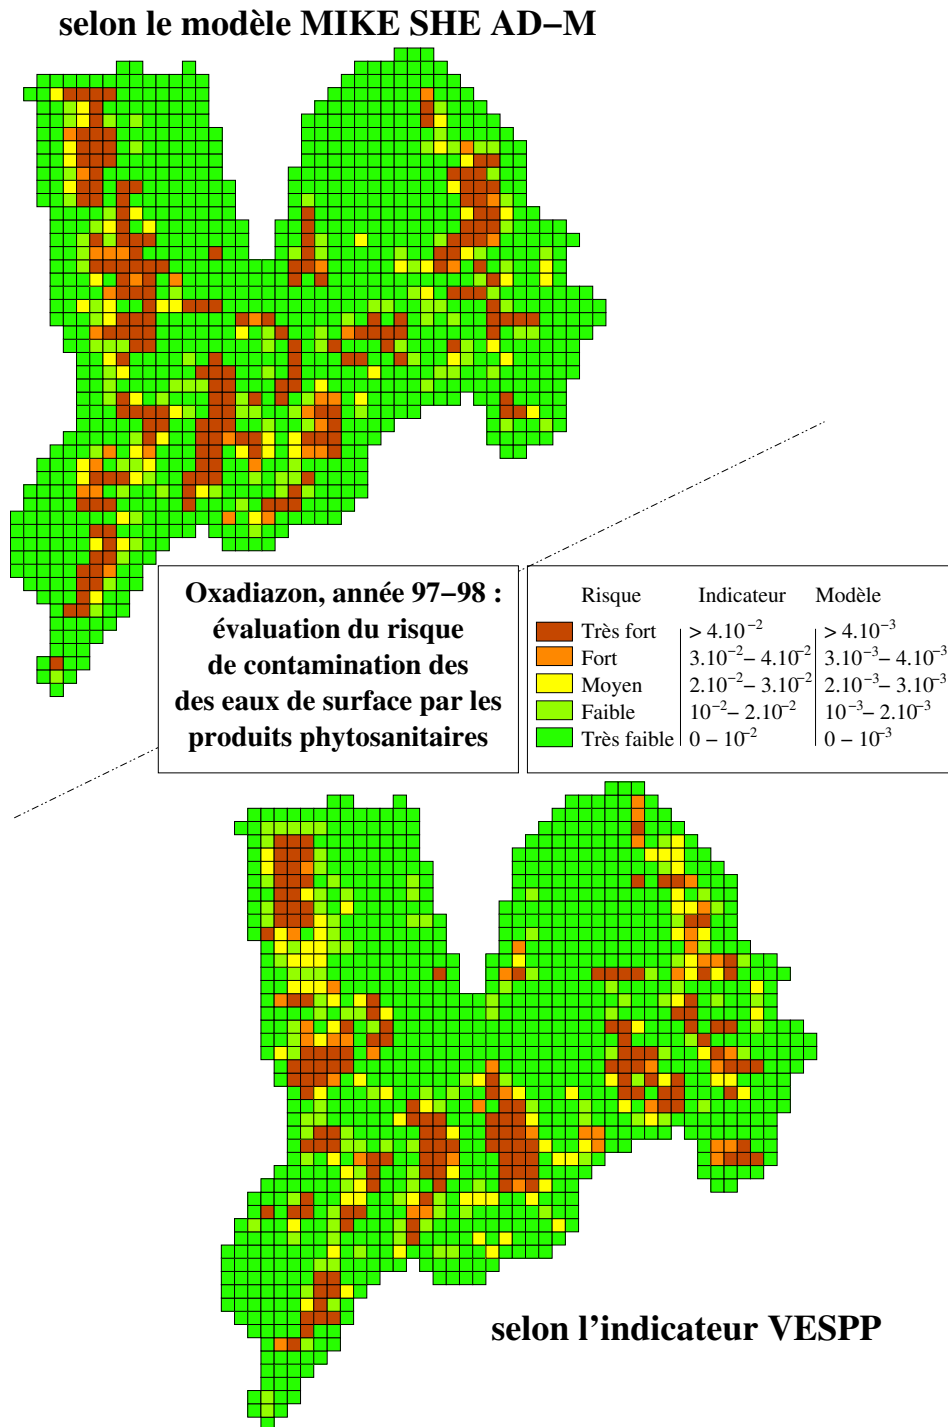 selon le modèle MIKE SHE AD−M
Oxadiazon, année 97−98 :
évaluation du risque
de contamination des
des eaux de surface par les
produits phytosanitaires
Risque Indicateur Modèle
Très fort > 4.10⁻² > 4.10⁻³
Fort 3.10⁻² − 4.10⁻² 3.10⁻³ − 4.10⁻³
Moyen 2.10⁻² − 3.10⁻² 2.10⁻³ − 3.10⁻³
Faible 10⁻² − 2.10⁻² 10⁻³ − 2.10⁻³
Très faible 0 − 10⁻² 0 − 10⁻³
selon l'indicateur VESPP